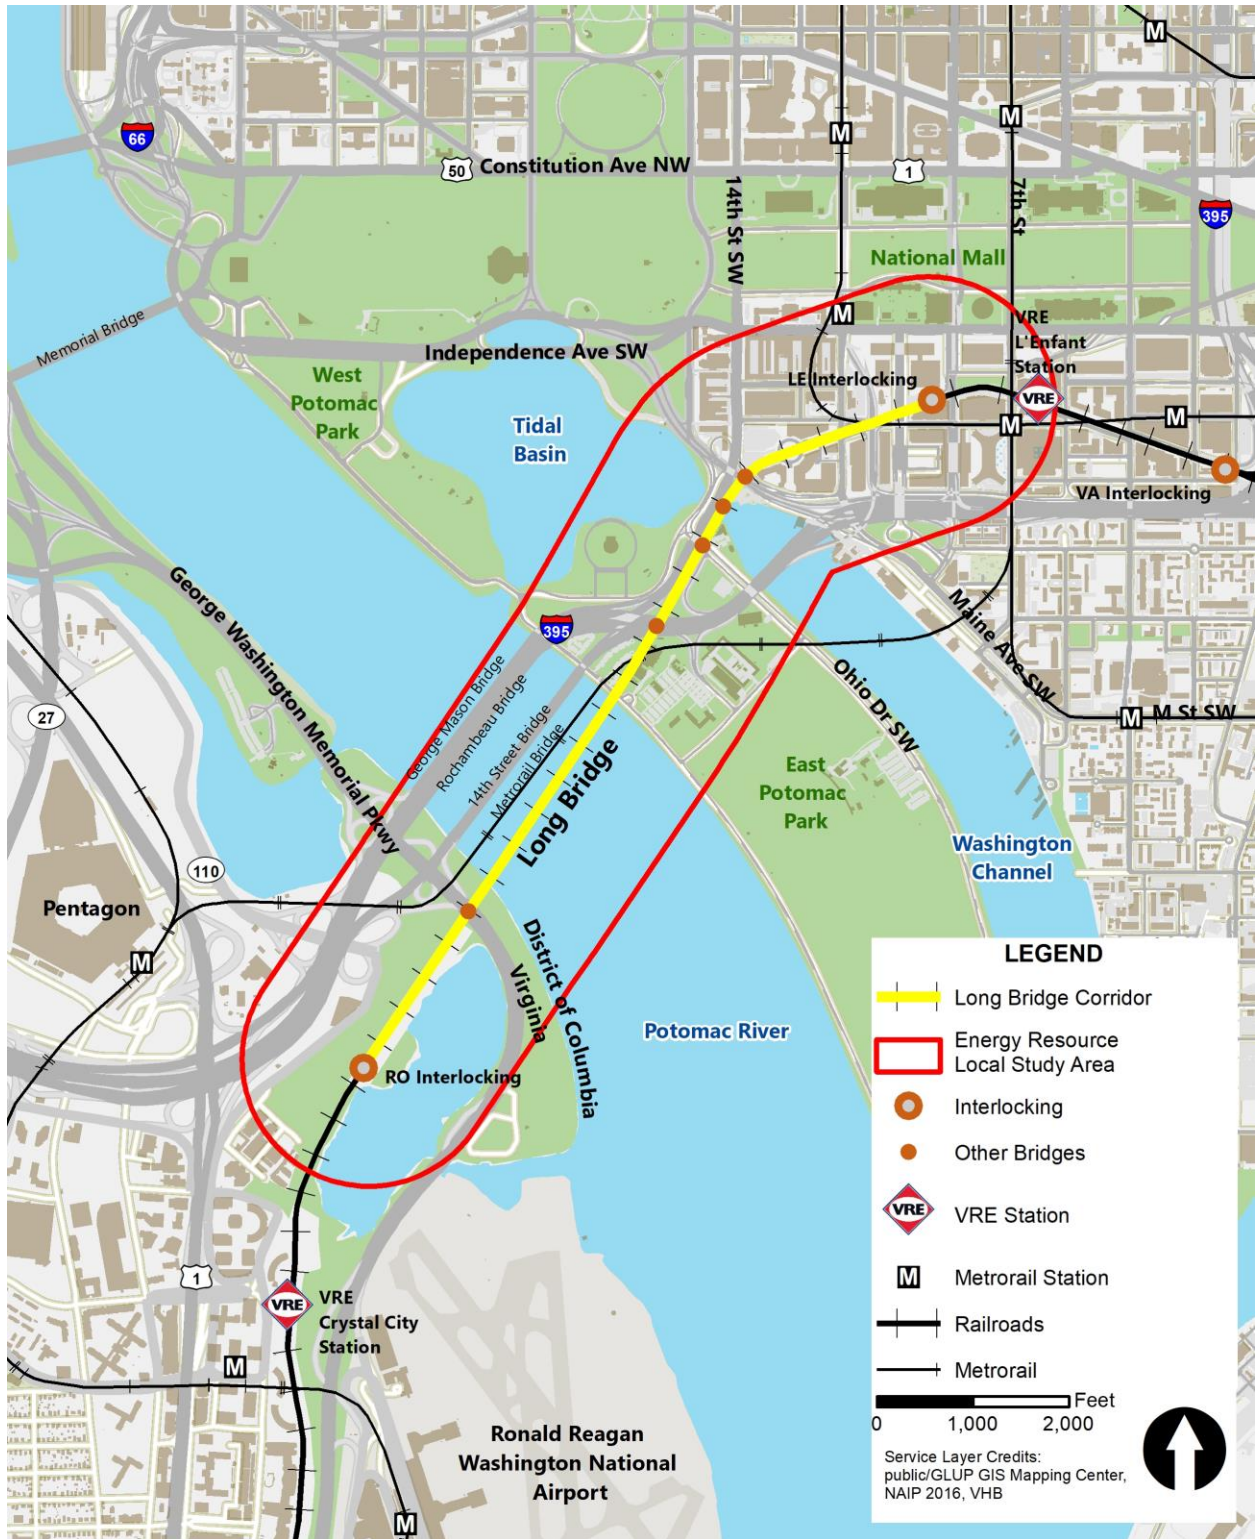 M
66
50
Constitution Ave NW
1
M
M
395
14th St SW
7th St
National Mall
M
VRE
L'Enfant
Station
Memorial Bridge
Independence Ave SW
West
Potomac
Park
LE Interlocking
VRE
Tidal
Basin
M
M
VA Interlocking
George Washington Memorial Pkwy
395
Maine Ave SW
Ohio Dr SW
M St SW
M
27
George Mason Bridge
Rochambeau Bridge
14th Street Bridge
Metrorail Bridge
Long Bridge
East
Potomac
Park
Washington
Channel
110
Pentagon
M
District of Columbia
Virginia
Potomac River
RO Interlocking
1
VRE
VRE
Crystal City
Station
M
Ronald Reagan
Washington National
Airport
M
LEGEND
Long Bridge Corridor
Energy Resource
Local Study Area
Interlocking
Other Bridges
VRE
VRE Station
M
Metrorail Station
Railroads
Metrorail
Feet
0 1,000 2,000
Service Layer Credits:
public/GLUP GIS Mapping Center,
NAIP 2016, VHB